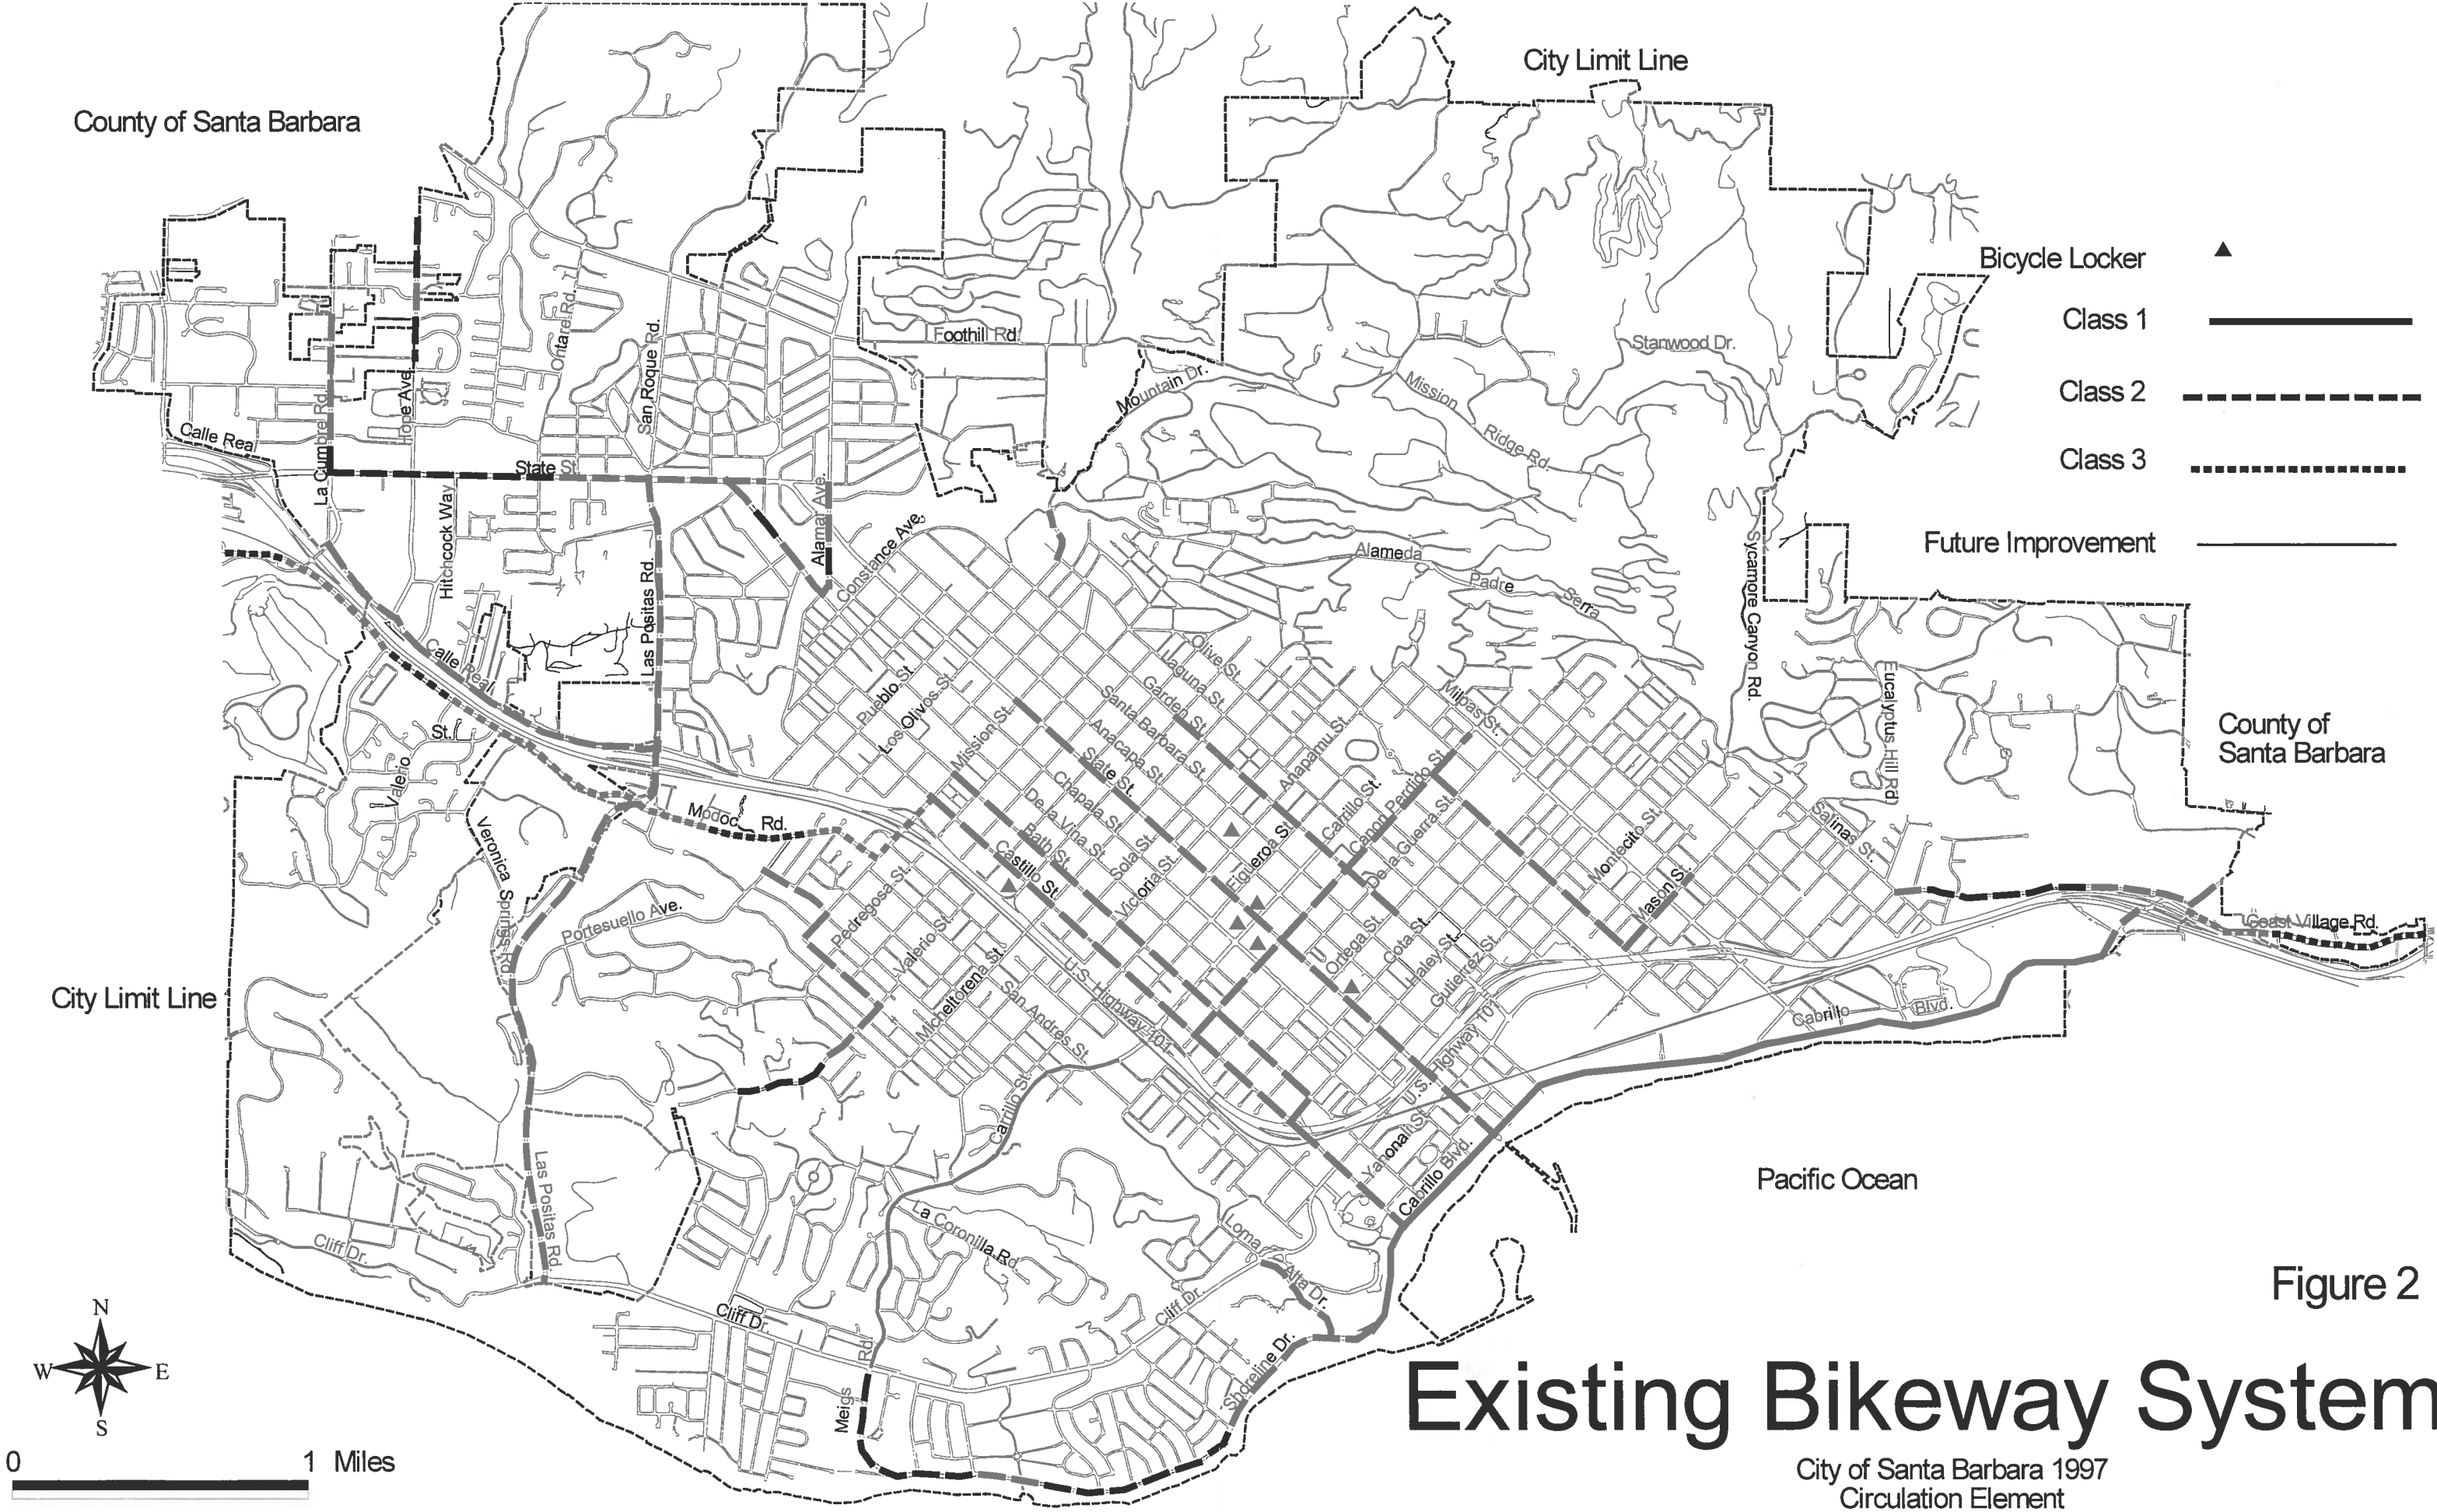 City Limit Line
County of Santa Barbara
Bicycle Locker
Class 1
Class 2
Class 3
Future Improvement
Foothill Rd.
Stanwood Dr.
Mountain Dr.
Mission
Ridge Rd.
Ontare Rd.
San Roque Rd.
La Cumbre Rd.
Hope Ave.
Calle Real
State St.
Hitchcock Way
Las Positas Rd.
Alamar Ave.
Constance Ave.
Alameda
Padre
Serra
Sycamore Canyon Rd.
Eucalyptus Hill Rd.
County of
Santa Barbara
Calle Real
Pueblo St.
Los Olivos St.
Mission St.
Olive St.
Laguna St.
Garden St.
Santa Barbara St.
Anacapa St.
State St.
Chapala St.
De La Vina St.
Bath St.
Castillo St.
Milpas St.
Anapamu St.
Carrillo St.
Canon Perdido St.
De La Guerra St.
Figueroa St.
Sola St.
Victoria St.
Ortega St.
Cota St.
Haley St.
Gutierrez St.
Montecito St.
Mason St.
Salinas St.
Coast Village Rd.
St.
Valerio
Veronica Springs Rd.
Modoc Rd.
Portesuello Ave.
Pedregosa St.
Valerio St.
Micheltorena St.
San Andres St.
U.S. Highway 101
U.S. Highway 101
Carrillo St.
Yanonali St.
Cabrillo Blvd.
Cabrillo Blvd.
City Limit Line
Pacific Ocean
Las Positas Rd.
Cliff Dr.
La Coronilla Rd.
Loma Alta Dr.
Cliff Dr.
Cliff Dr.
Meigs Rd.
Shoreline Dr.
N
W E
S
0 1 Miles
Figure 2
Existing Bikeway System
City of Santa Barbara 1997
Circulation Element